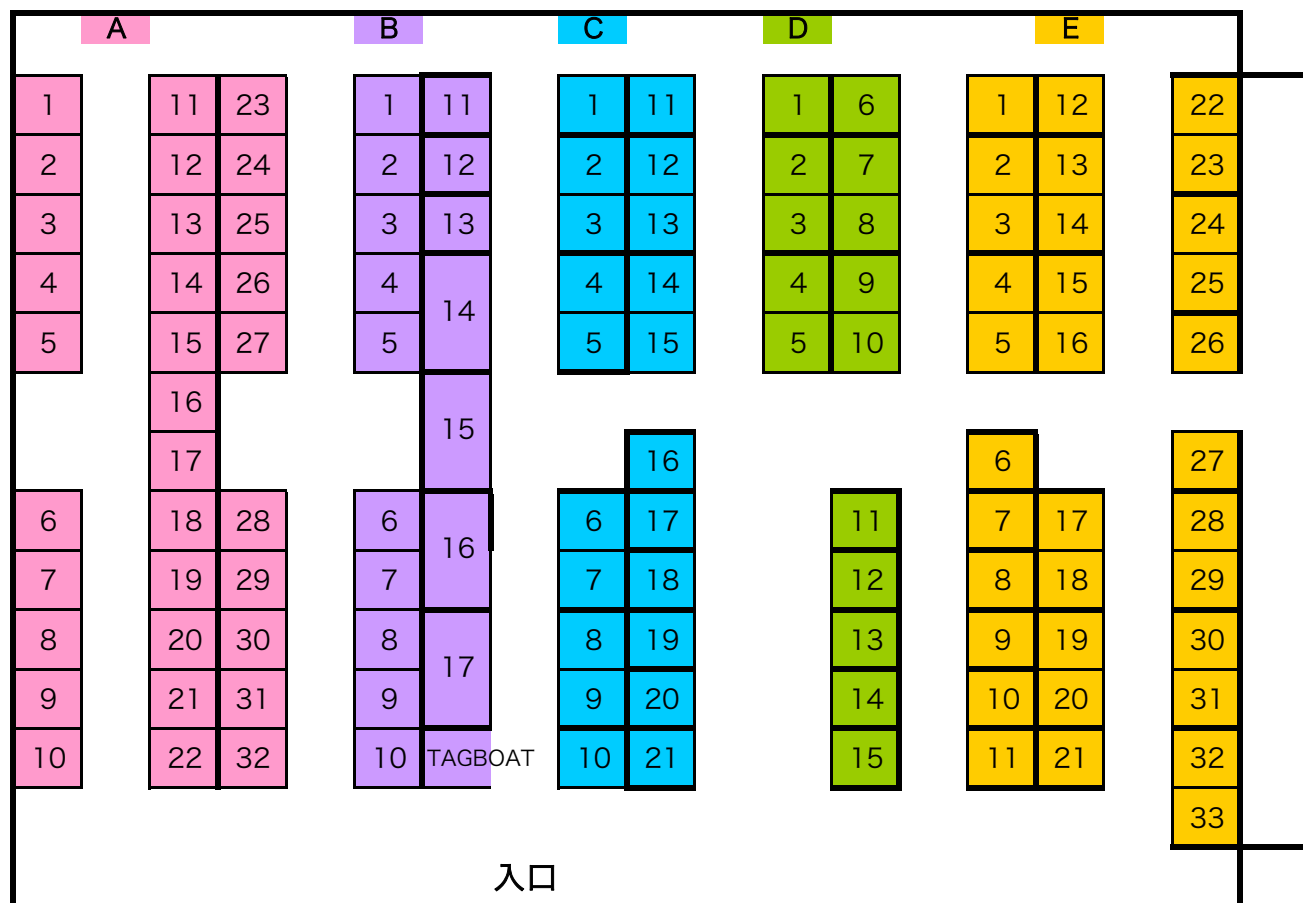 A B C D E
1 11 23 1 11 1 11 1 6 1 12 22
2 12 24 2 12 2 12 2 7 2 13 23
3 13 25 3 13 3 13 3 8 3 14 24
4 14 26 4 14 4 14 4 9 4 15 25
5 15 27 5 5 15 5 10 5 16 26
16
15
17 16 6 27
6 18 28 6 6 17 11 7 17 28
16
7 19 29 7 7 18 12 8 18 29
8 20 30 8 8 19 13 9 19 30
17
9 21 31 9 9 20 14 10 20 31
10 22 32 10 TAGBOAT 10 21 15 11 21 32
33
入口